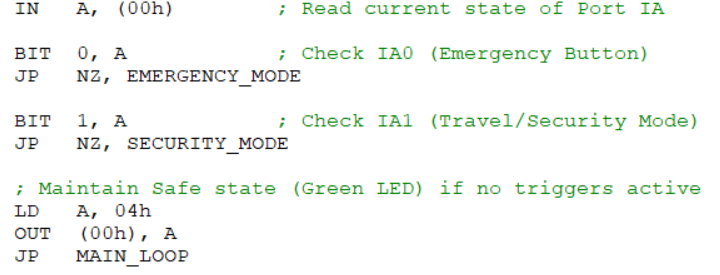 IN   A, (00h)          ; Read current state of Port IA
BIT  0, A              ; Check IA0 (Emergency Button)
JP   NZ, EMERGENCY_MODE
BIT  1, A              ; Check IA1 (Travel/Security Mode)
JP   NZ, SECURITY_MODE
; Maintain Safe state (Green LED) if no triggers active
LD   A, 04h
OUT  (00h), A
JP   MAIN_LOOP